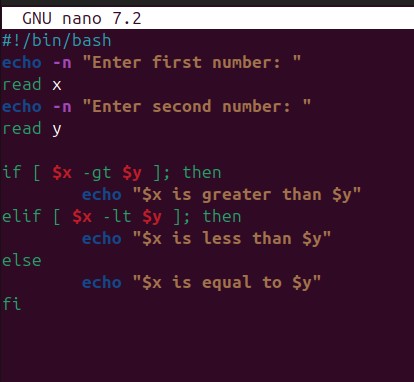 GNU nano 7.2
#!/bin/bash
echo -n "Enter first number: "
read x
echo -n "Enter second number: "
read y

if [ $x -gt $y ]; then
        echo "$x is greater than $y"
elif [ $x -lt $y ]; then
        echo "$x is less than $y"
else
        echo "$x is equal to $y"
fi